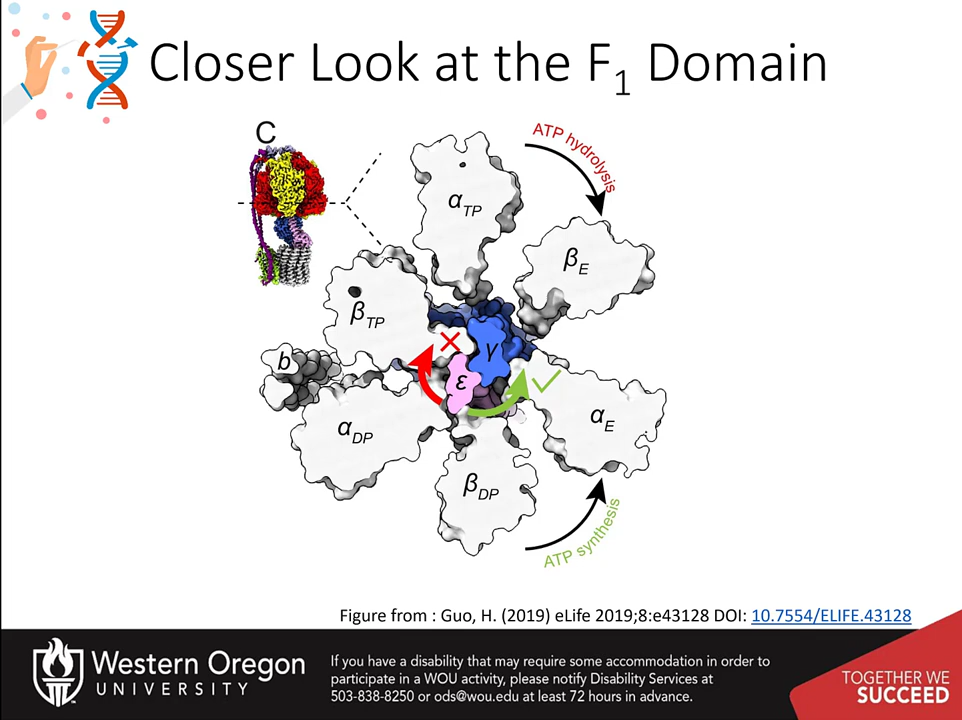 Closer Look at the F₁ Domain
C
ATP hydrolysis
α_TP
β_E
β_TP
γ
b
ε
α_E
α_DP
β_DP
ATP synthesis
Figure from : Guo, H. (2019) eLife 2019;8:e43128 DOI: 10.7554/ELIFE.43128
Western Oregon
UNIVERSITY
If you have a disability that may require some accommodation in order to
participate in a WOU activity, please notify Disability Services at
503-838-8250 or ods@wou.edu at least 72 hours in advance.
TOGETHER WE
SUCCEED